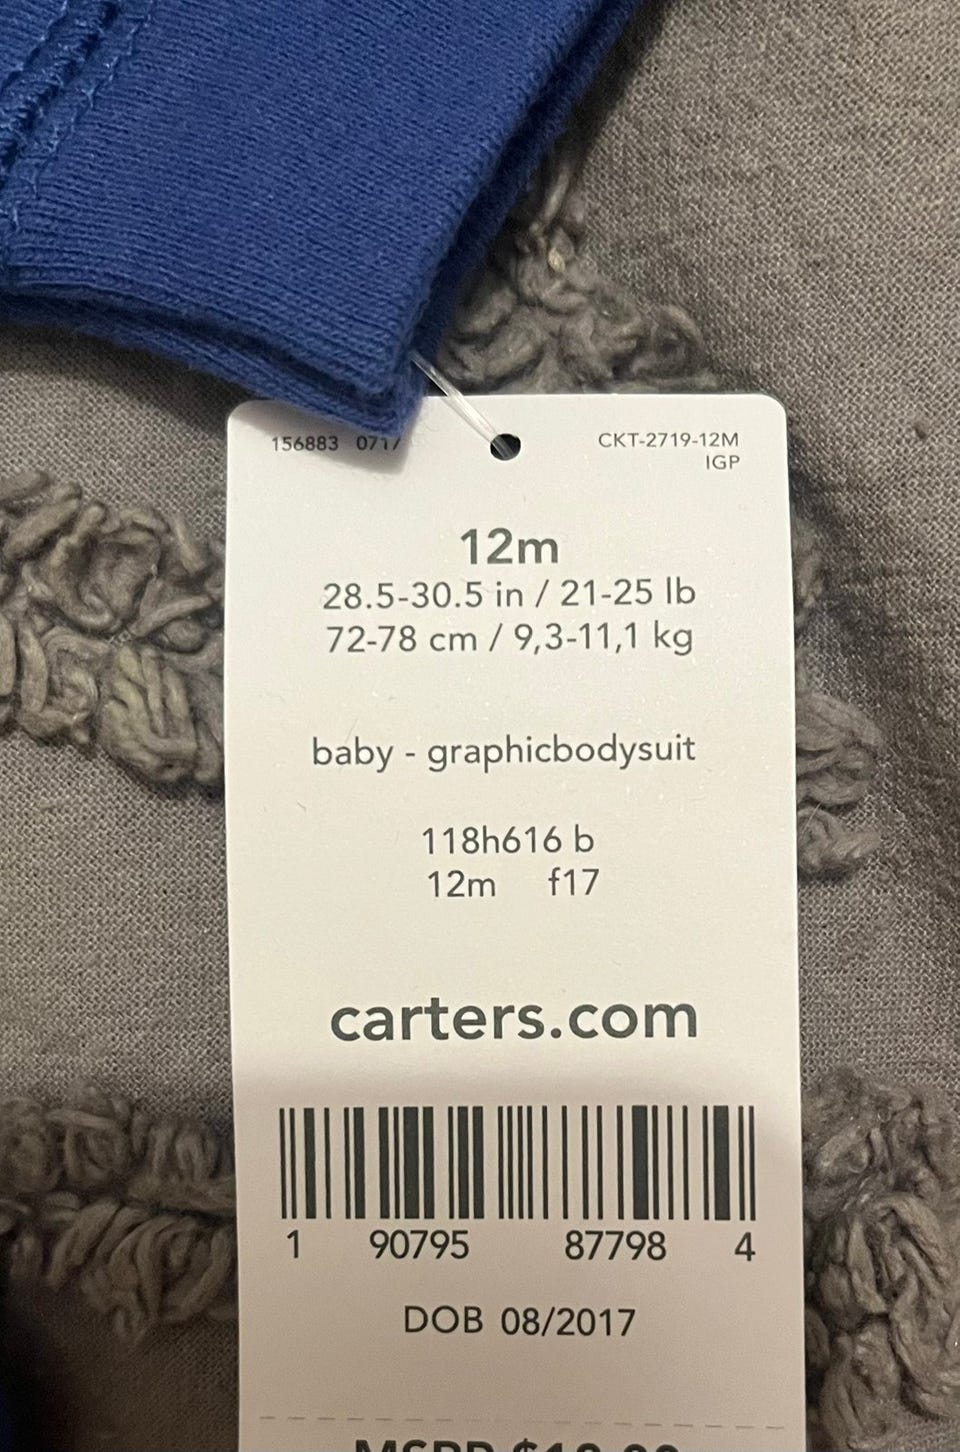 156883 0717
CKT-2719-12M
IGP
12m
28.5-30.5 in / 21-25 lb
72-78 cm / 9,3-11,1 kg
baby - graphicbodysuit
118h616 b
12m f17
carters.com
1 90795 87798 4
DOB 08/2017